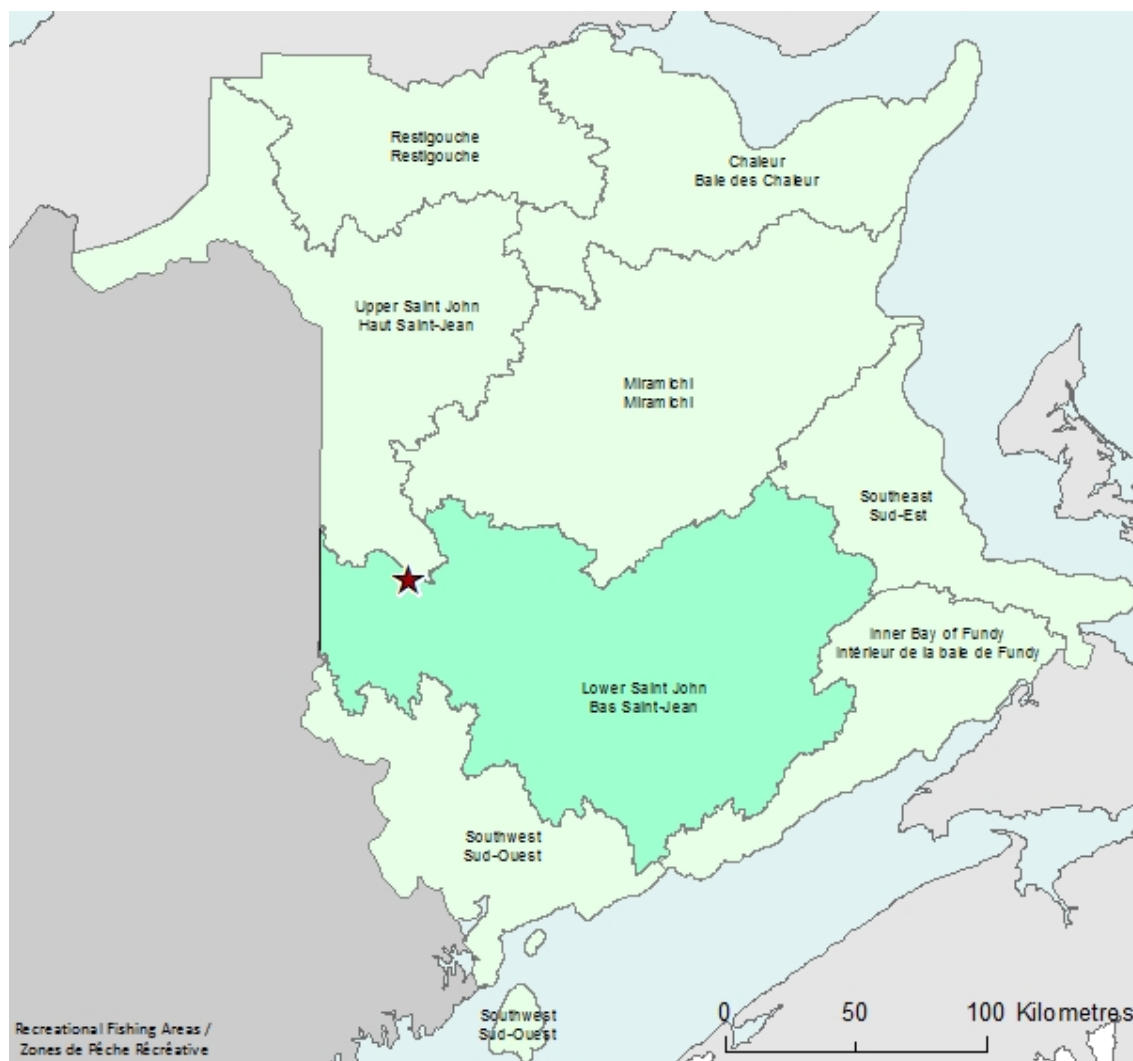 Restigouche
Restigouche
Chaleur
Baie des Chaleur
Upper Saint John
Haut Saint-Jean
Miramichi
Miramichi
Southeast
Sud-Est
Inner Bay of Fundy
Intérieur de la baie de Fundy
Lower Saint John
Bas Saint-Jean
Southwest
Sud-Ouest
Southwest
Sud-Ouest
0 50 100 Kilometres
Recreational Fishing Areas /
Zones de Pêche Récréative